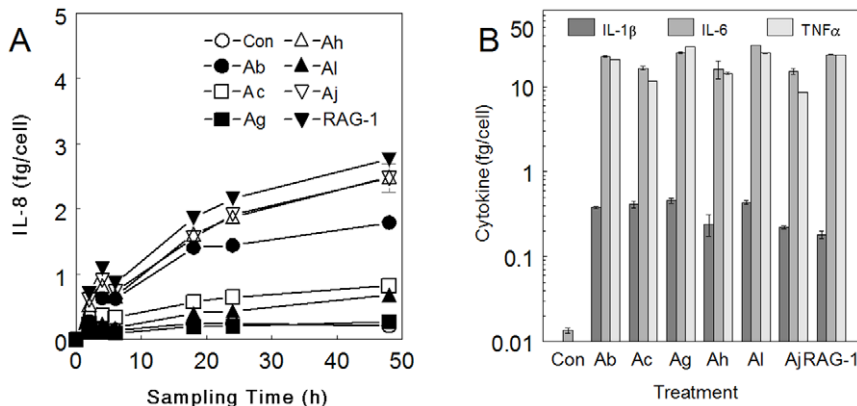 A
5
4
3
2
1
0
IL-8 (fg/cell)
Con
Ab
Ac
Ag
Ah
Al
Aj
RAG-1
0 10 20 30 40 50
Sampling Time (h)
B
50
10
1
0.1
0.01
Cytokine(fg/cell)
IL-1β IL-6 TNFα
Con Ab Ac Ag Ah Al Aj RAG-1
Treatment